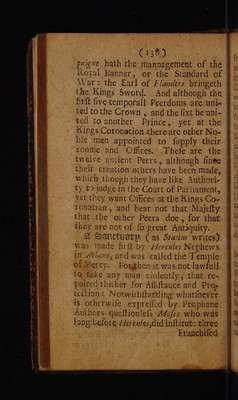 (138)
paigne hath the mannagement of the
Royal Banner, or the Standard of
War: the Earl of Flanders bringeth
the Kings Sword. And although the
first five temporall Peerdoms are uni-
ted to the Crown, and the sixt be uni-
ted to another Prince, yet at the
Kings Coronation there are other No-
ble men appointed to supply their
roome and Offices. These are the
twelve antient Peers, although since
their creation others have been made,
which though they have like Authori-
ty to judge in the Court of Parliament,
yet they want Offices at the Kings Co-
ronation, and bear not that Majesty
that the other Peers doe, for that
they are not of so great Antiquity.
A Sanctuary (as Statius writes)
was made first by Hercules Nephews
in Athens, and was called the Temple
of Mercy. For then it was not lawfull
to take any man violently, that re-
paired thither for Assistance and Pro-
tection: Notwithstanding whatsoever
is otherwise expressed by Prophane
Authors questionless Moses who was
long before Hercules, did institute three
Franchised